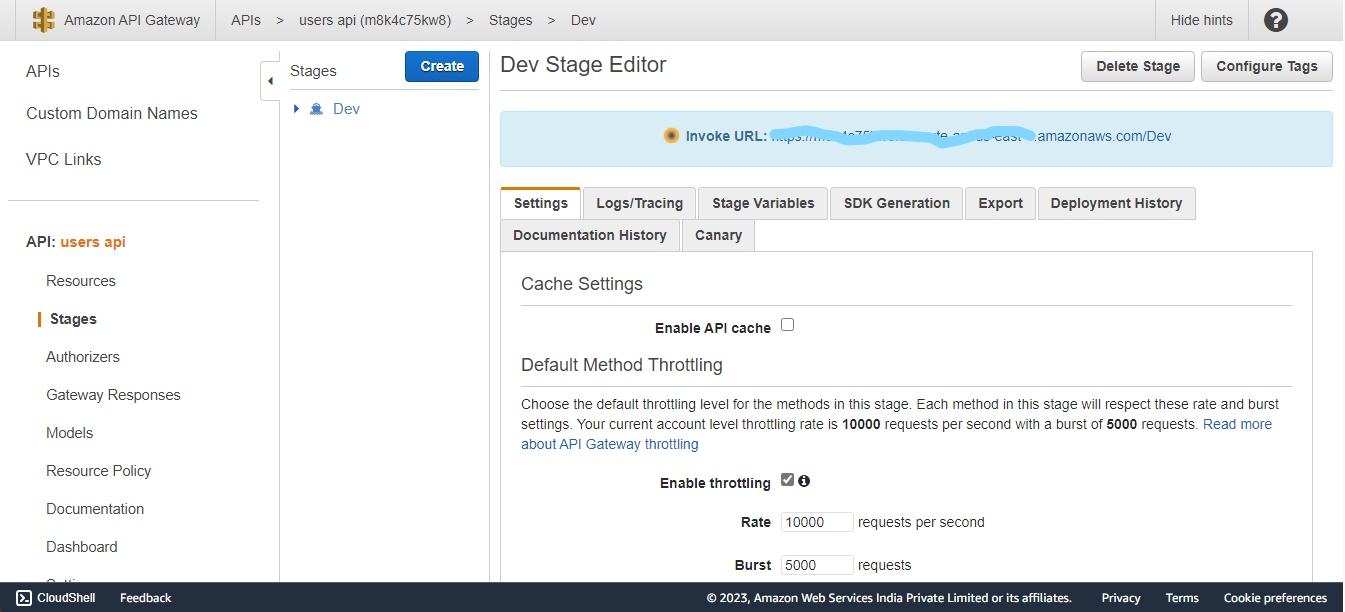 Amazon API Gateway
APIs > users api (m8k4c75kw8) > Stages > Dev
Hide hints
?
APIs
Custom Domain Names
VPC Links
API: users api
Resources
Stages
Authorizers
Gateway Responses
Models
Resource Policy
Documentation
Dashboard
Stages
Create
Dev
Dev Stage Editor
Delete Stage
Configure Tags
Invoke URL: .amazonaws.com/Dev
Settings
Logs/Tracing
Stage Variables
SDK Generation
Export
Deployment History
Documentation History
Canary
Cache Settings
Enable API cache
Default Method Throttling
Choose the default throttling level for the methods in this stage. Each method in this stage will respect these rate and burst
settings. Your current account level throttling rate is 10000 requests per second with a burst of 5000 requests. Read more
about API Gateway throttling
Enable throttling
Rate 10000 requests per second
Burst 5000 requests
CloudShell
Feedback
© 2023, Amazon Web Services India Private Limited or its affiliates.
Privacy
Terms
Cookie preferences